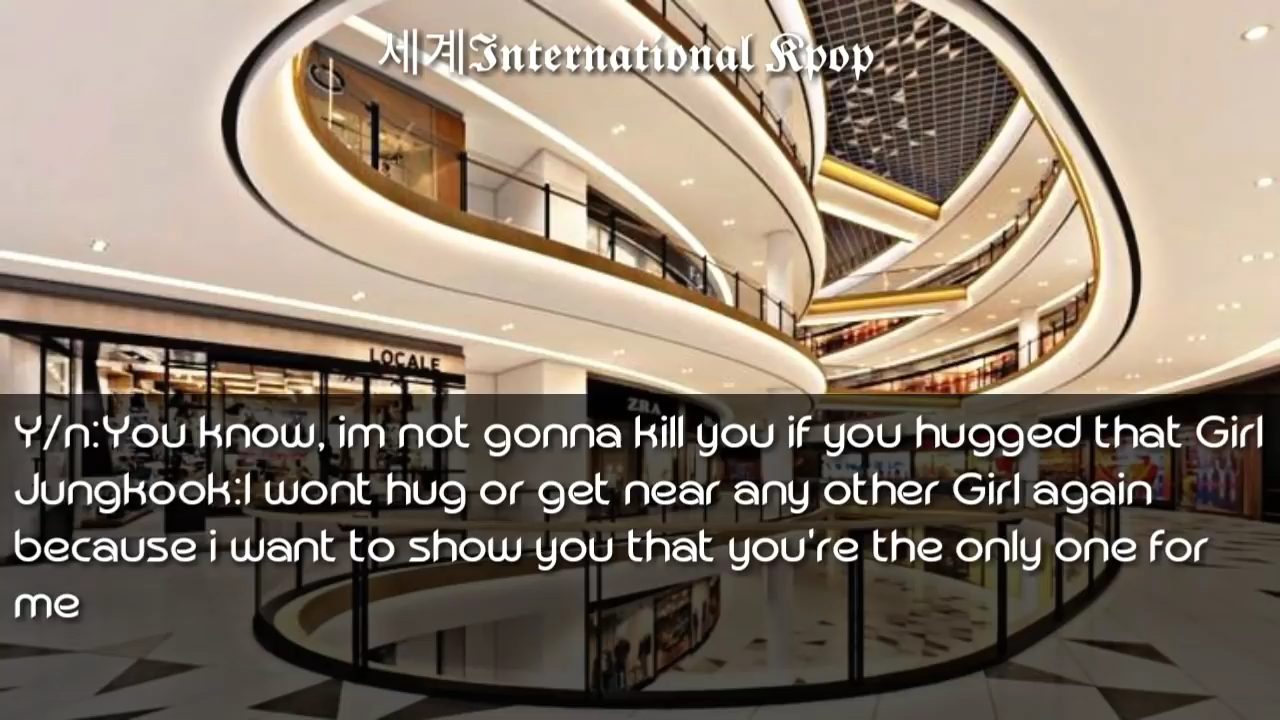 세계International Kpop
LOCALE
ZRA
Y/n:You know, im not gonna kill you if you hugged that Girl
Jungkook:I wont hug or get near any other Girl again
because i want to show you that you're the only one for
me